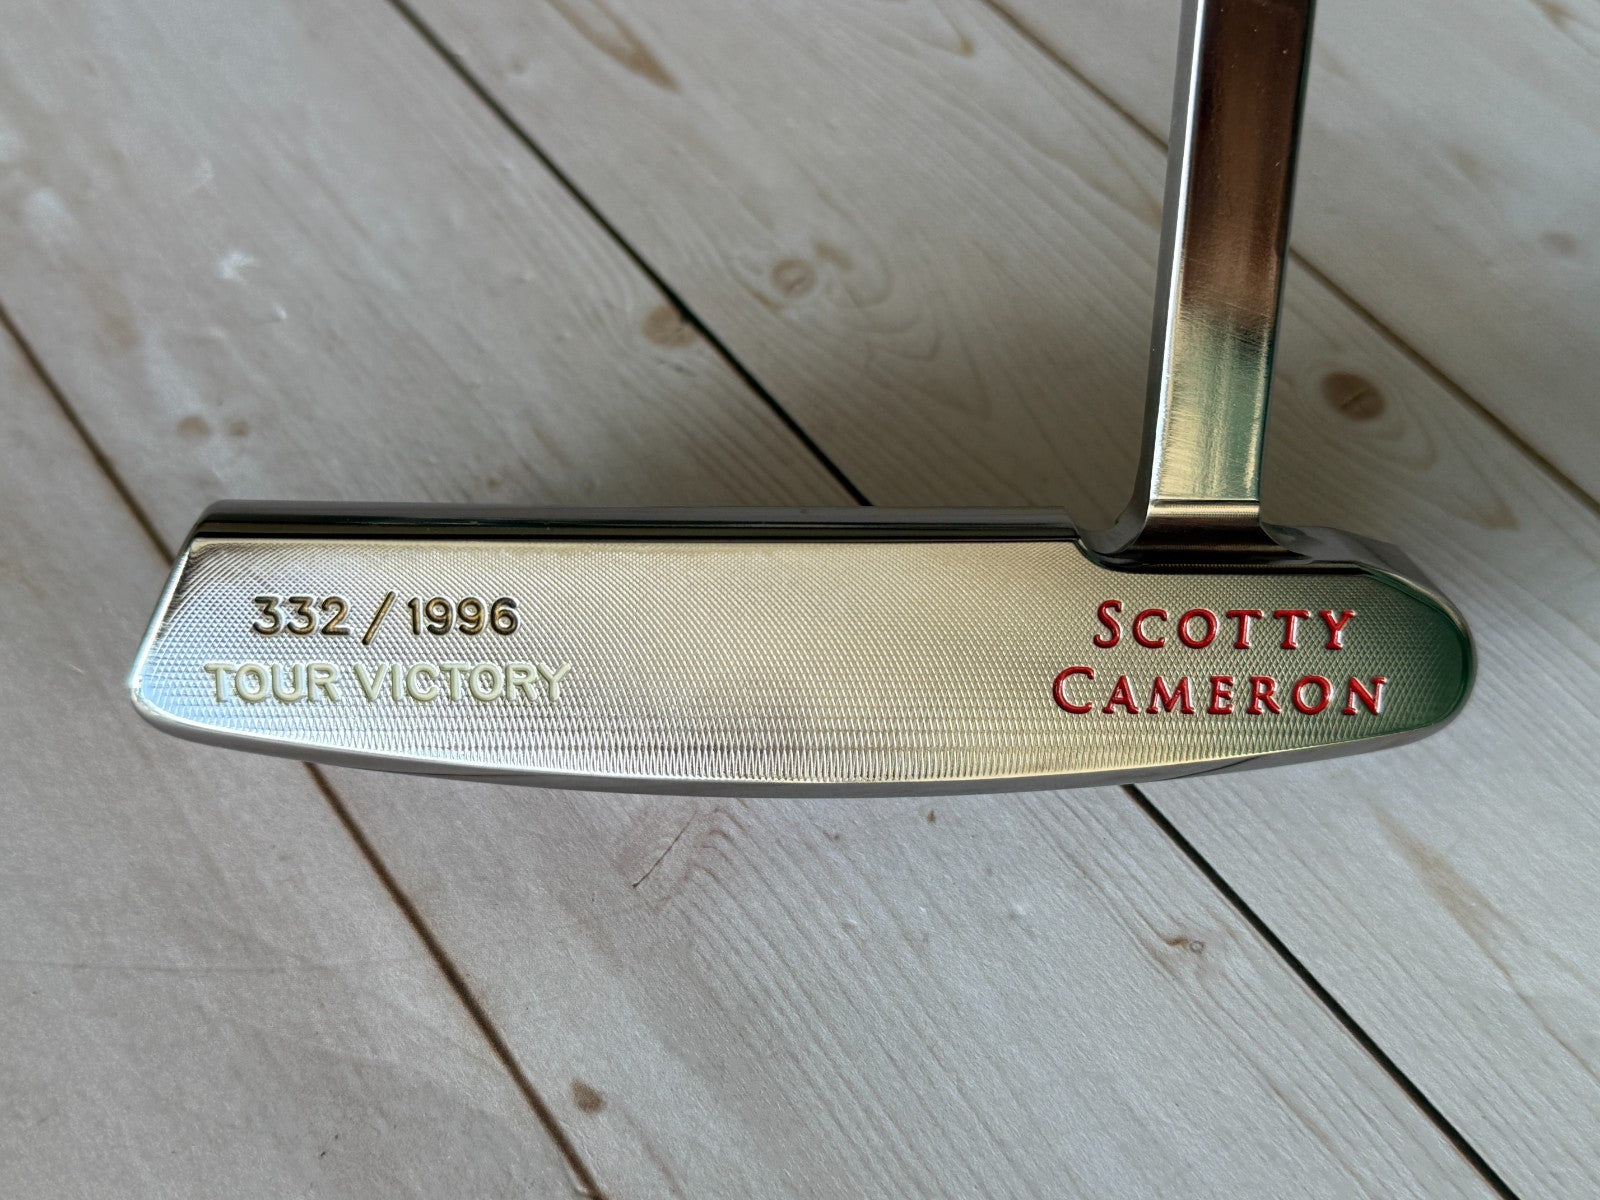 332 / 1996
TOUR VICTORY
SCOTTY
CAMERON